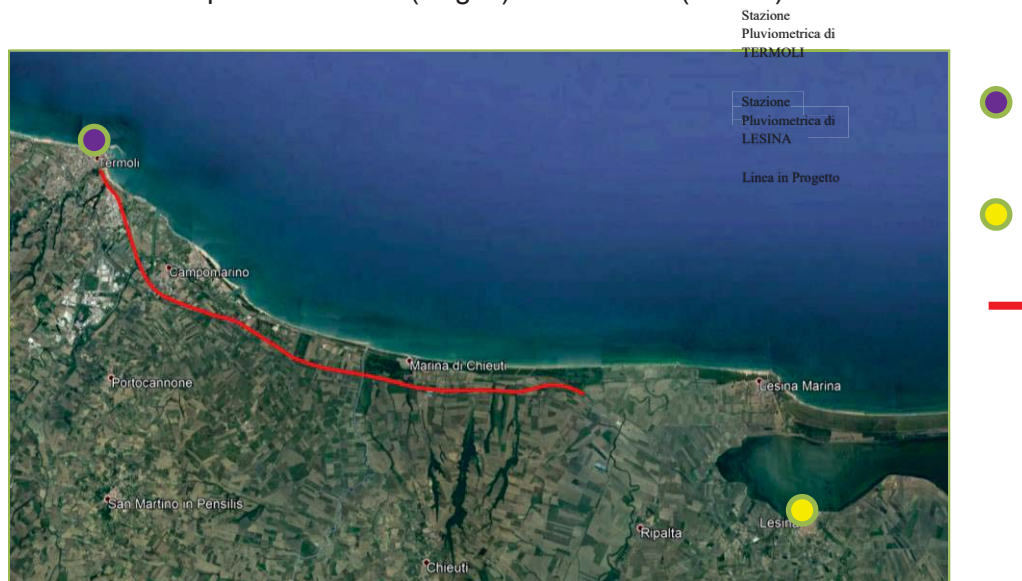 Stazione
Pluviometrica di
TERMOLI
Stazione
Pluviometrica di
LESINA
Linea in Progetto
Termoli
Campomarino
Marina di Chieuti
Lesina Marina
Portocannone
San Martino in Pensilis
Lesina
Ripalta
Chieuti